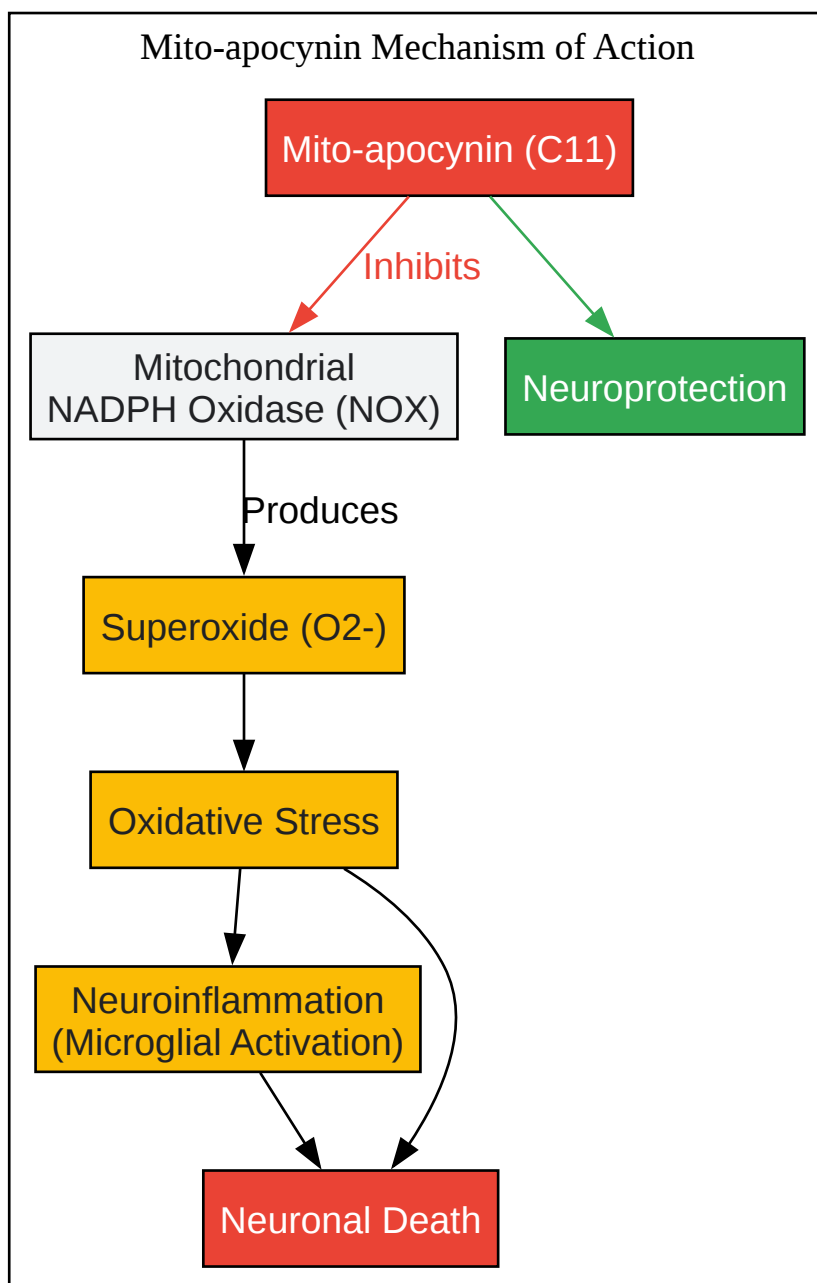 Mito-apocynin Mechanism of Action
Mito-apocynin (C11)
Inhibits
Mitochondrial
NADPH Oxidase (NOX)
Neuroprotection
Produces
Superoxide (O2-)
Oxidative Stress
Neuroinflammation
(Microglial Activation)
Neuronal Death